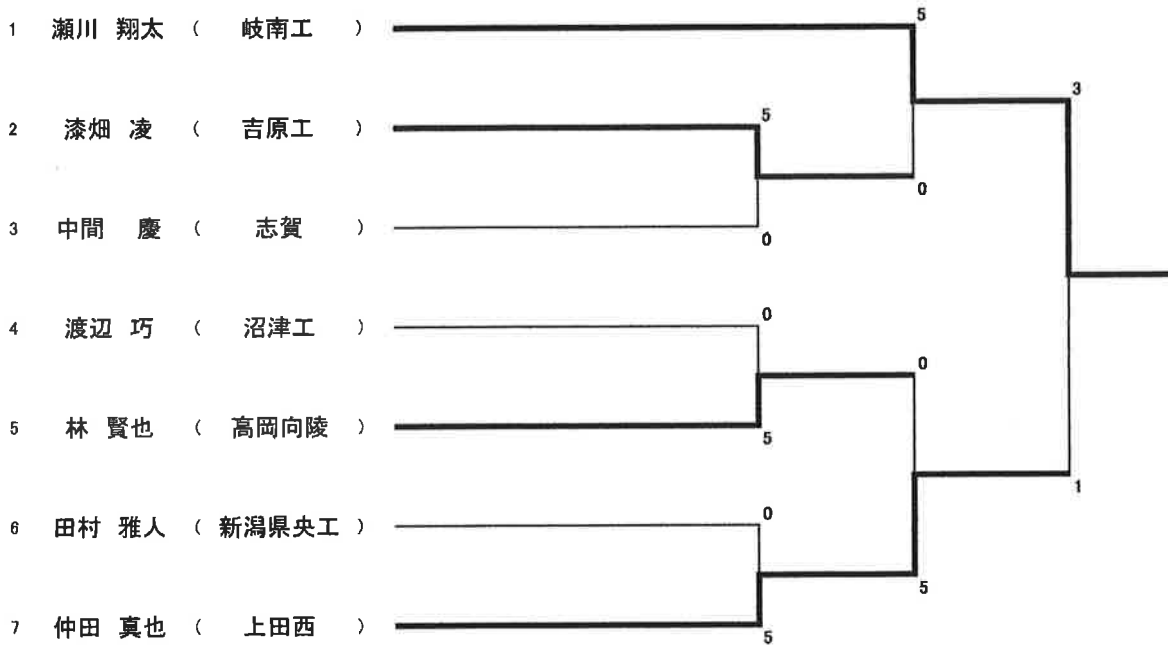 5
1 瀬川 翔太 ( 岐南工 )
3
5
2 漆畑 凌 ( 吉原工 )
0
3 中間 慶 ( 志賀 )
0
0
4 渡辺 巧 ( 沼津工 )
0
5 林 賢也 ( 高岡向陵 )
5
1
0
6 田村 雅人 ( 新潟県央工 )
5
7 仲田 真也 ( 上田西 )
5